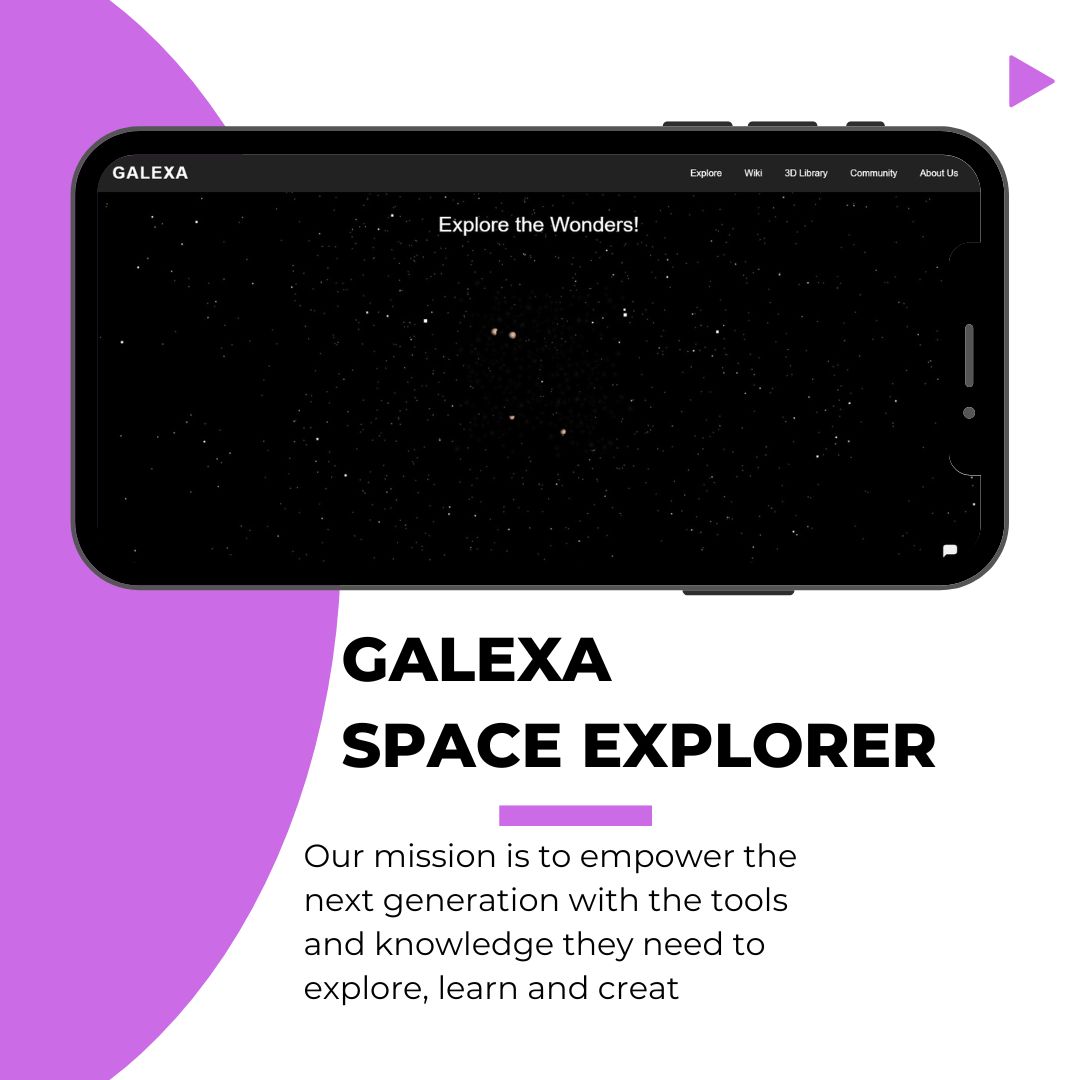 GALEXA
Explore Wiki 3D Library Community About Us
Explore the Wonders!
GALEXA
SPACE EXPLORER
Our mission is to empower the
next generation with the tools
and knowledge they need to
explore, learn and creat